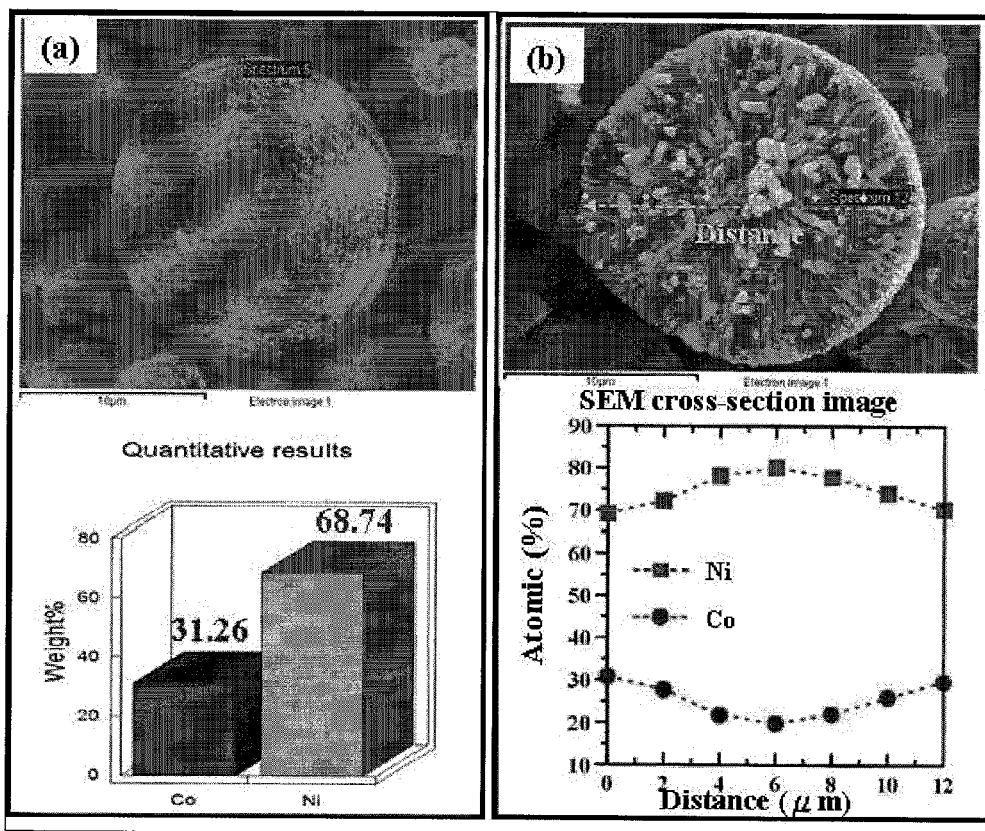 (a)
Spectrum 5
10μm
Electron image 1
Quantitative results
Weight%
80
60
40
20
0
31.26
68.74
Co
Ni
(b)
Distance
10μm
Electron image 1
SEM cross-section image
Atomic (%)
90
80
70
60
50
40
30
20
10
Ni
Co
0
2
4
6
8
10
12
Distance (μm)